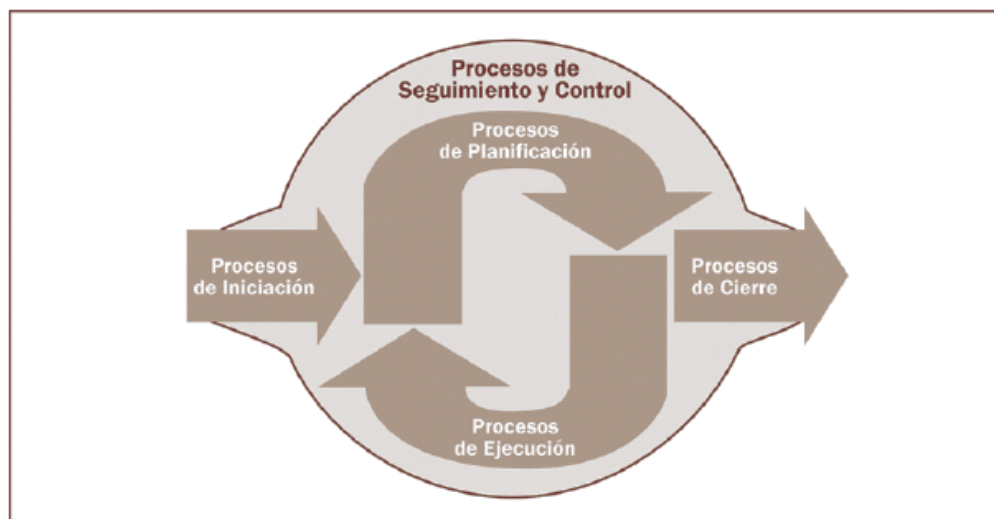 Procesos de
Seguimiento y Control
Procesos
de Planificación
Procesos
de Iniciación
Procesos
de Cierre
Procesos
de Ejecución